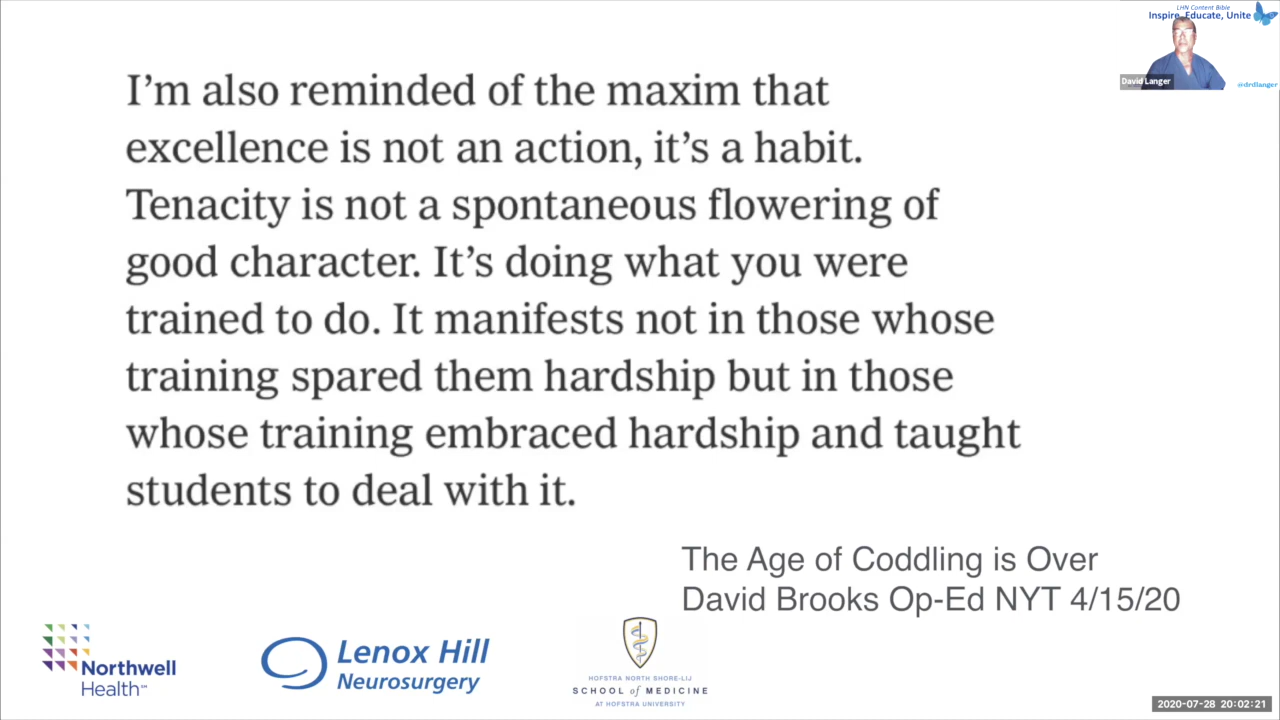 LHN Content Bible
Inspire, Educate, Unite
David Langer
@drdlanger
I’m also reminded of the maxim that
excellence is not an action, it’s a habit.
Tenacity is not a spontaneous flowering of
good character. It’s doing what you were
trained to do. It manifests not in those whose
training spared them hardship but in those
whose training embraced hardship and taught
students to deal with it.
The Age of Coddling is Over
David Brooks Op-Ed NYT 4/15/20
Northwell
Health℠
Lenox Hill
Neurosurgery
HOFSTRA NORTH SHORE-LIJ
SCHOOL of MEDICINE
AT HOFSTRA UNIVERSITY
2020-07-28 20:02:21